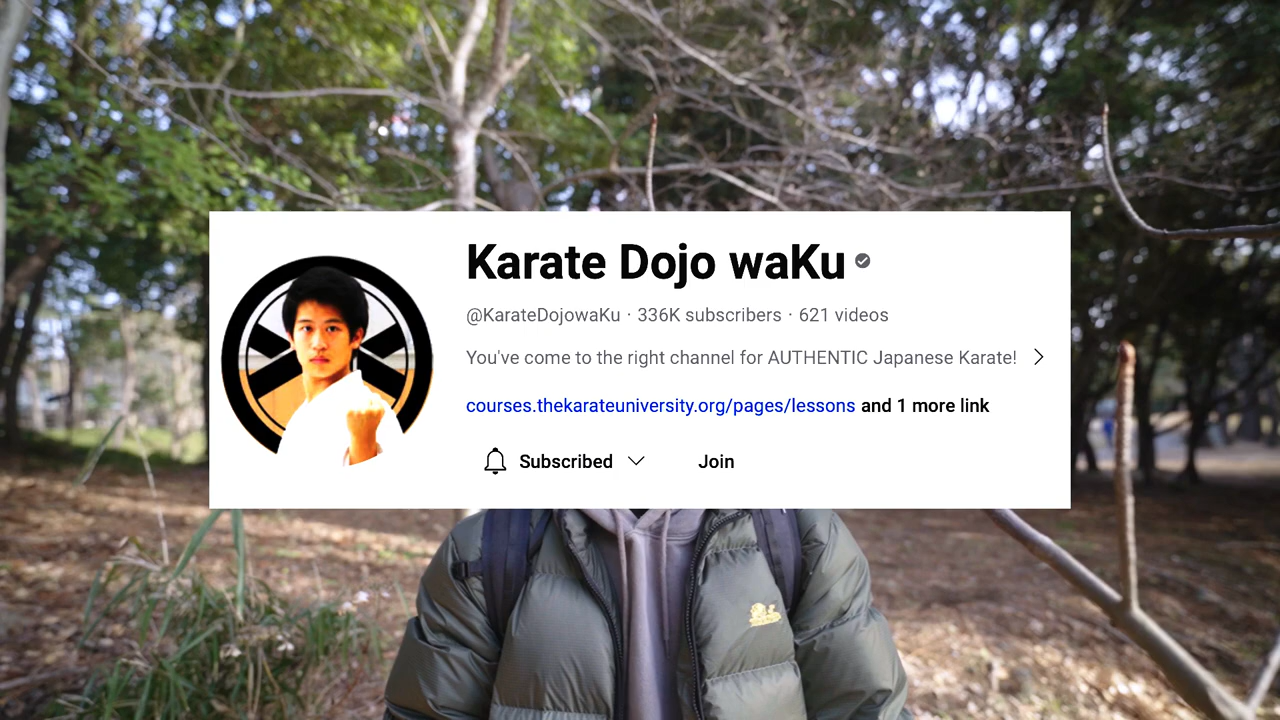 Karate Dojo waKu
@KarateDojowaKu · 336K subscribers · 621 videos
You've come to the right channel for AUTHENTIC Japanese Karate!
courses.thekarateuniversity.org/pages/lessons and 1 more link
Subscribed
Join